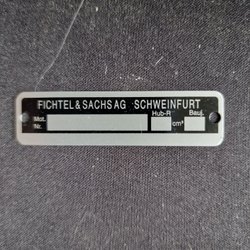 FICHTEL & SACHS AG SCHWEINFURT
Mot. Nr. Hub-R cm³ Bauj.